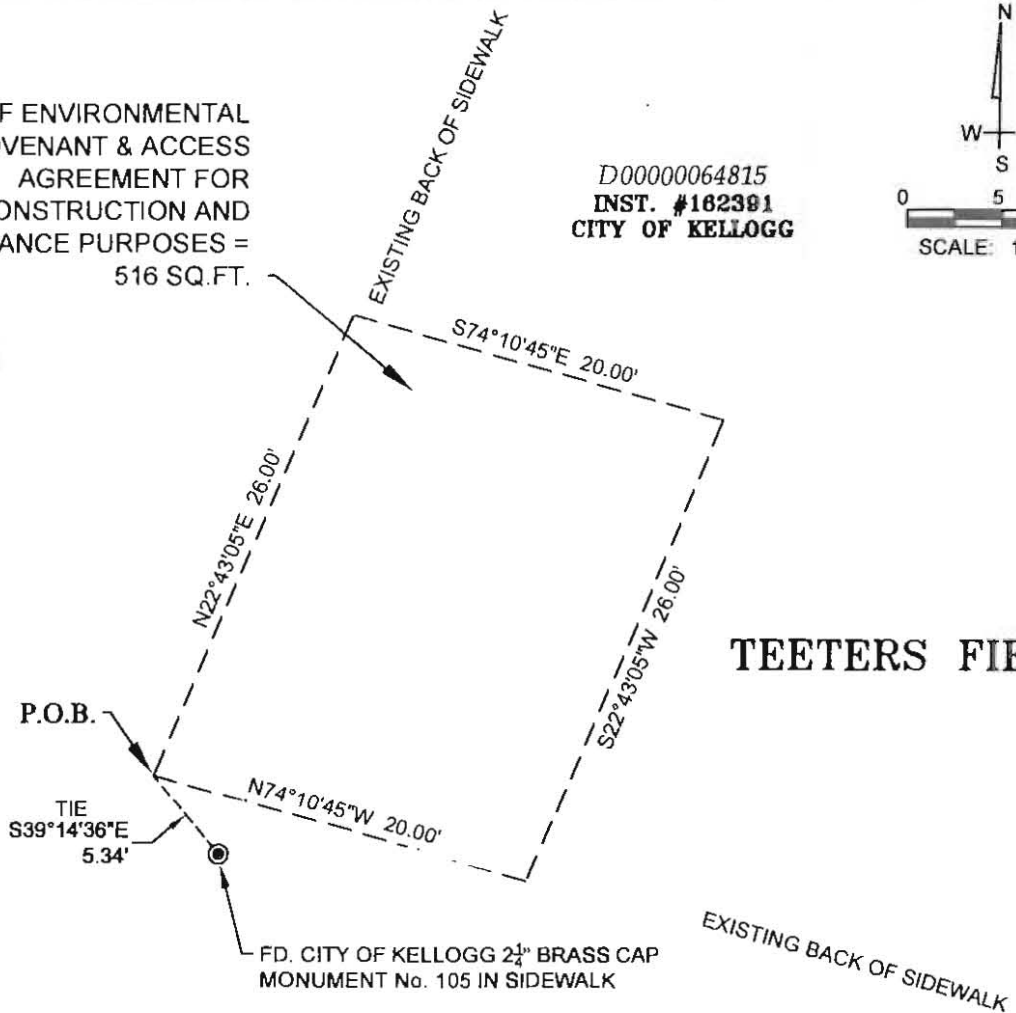 F ENVIRONMENTAL
OVENANT & ACCESS
AGREEMENT FOR
ONSTRUCTION AND
ANCE PURPOSES =
516 SQ.FT.
EXISTING BACK OF SIDEWALK
D00000064815
INST. #162391
CITY OF KELLOGG
N
W
S
0 5
SCALE: 1
S74°10'45"E 20.00'
N22°43'05"E 26.00'
S22°43'05"W 26.00'
TEETERS FIE
P.O.B.
TIE
S39°14'36"E
5.34'
N74°10'45"W 20.00'
FD. CITY OF KELLOGG 2¼" BRASS CAP
MONUMENT No. 105 IN SIDEWALK
EXISTING BACK OF SIDEWALK